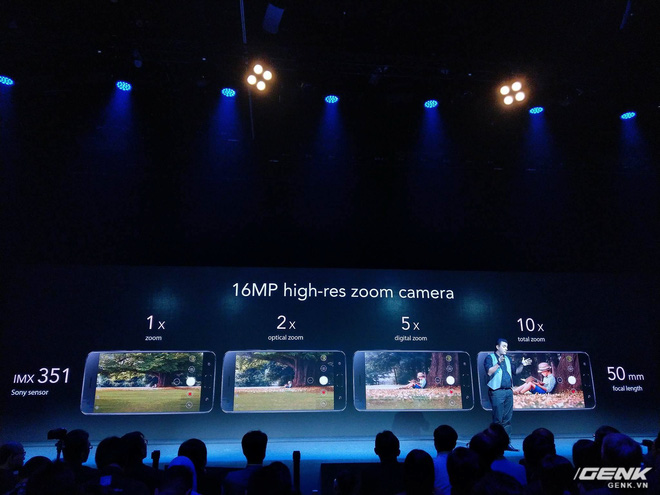 16MP high-res zoom camera
1x
zoom
2x
optical zoom
5x
digital zoom
10x
total zoom
IMX 351
Sony sensor
50 mm
focal length
GENK
GENK.VN